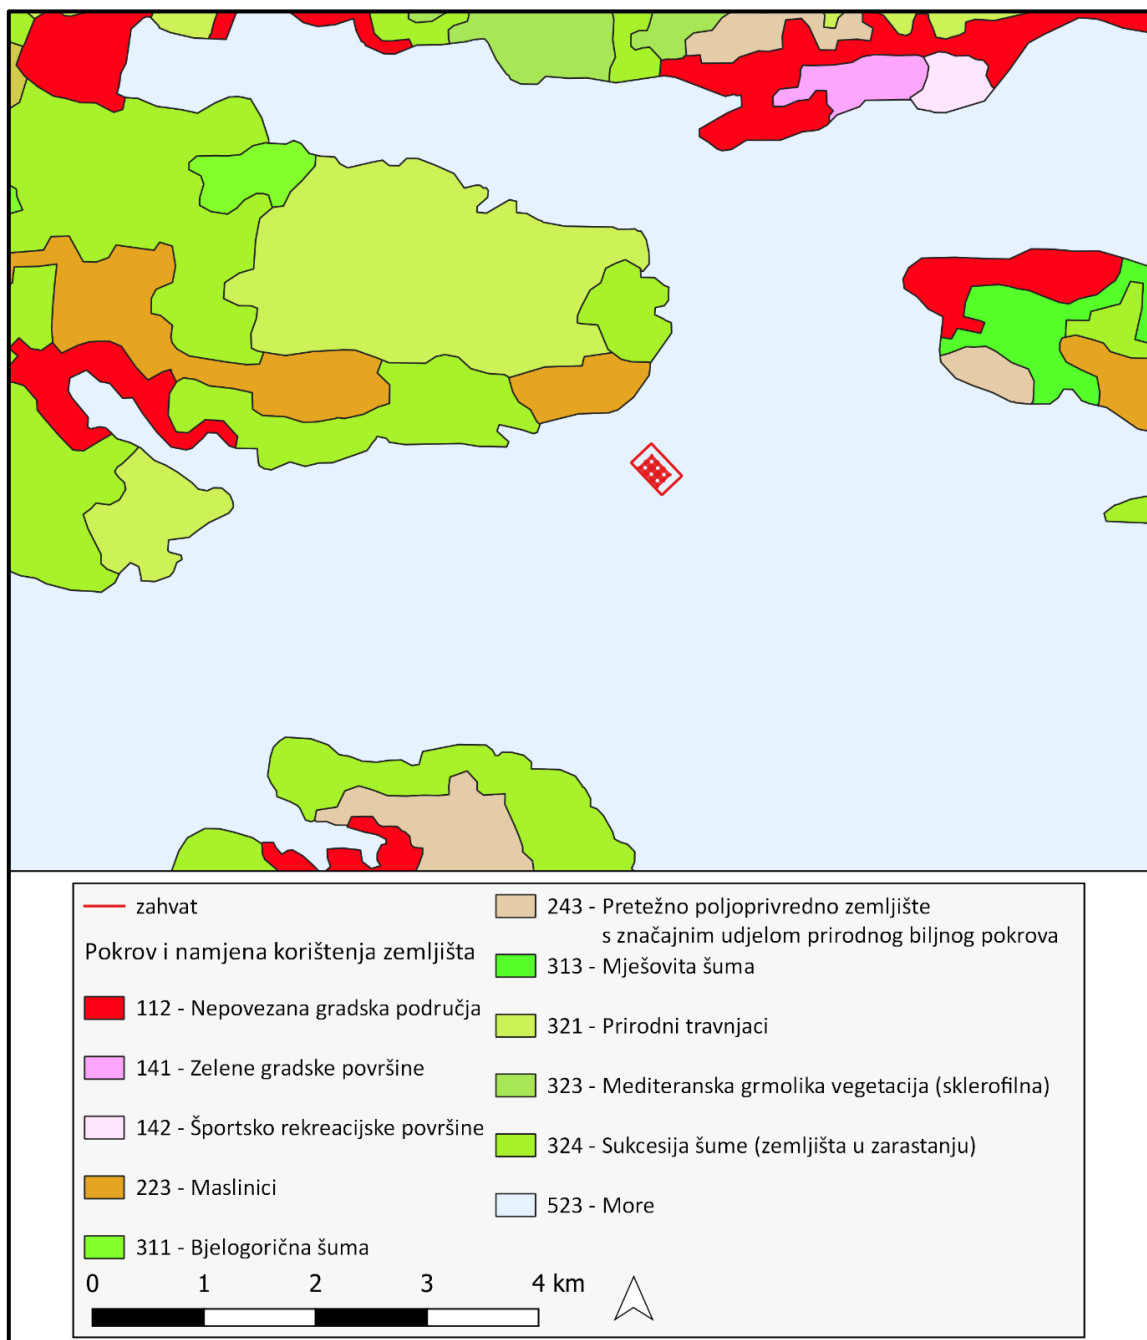 zahvat
Pokrov i namjena korištenja zemljišta
112 - Nepovezana gradska područja
141 - Zelene gradske površine
142 - Športsko rekreacijske površine
223 - Maslinici
311 - Bjelogorična šuma
243 - Pretežno poljoprivredno zemljište
s značajnim udjelom prirodnog biljnog pokrova
313 - Mješovita šuma
321 - Prirodni travnjaci
323 - Mediteranska grmolika vegetacija (sklerofilna)
324 - Sukcesija šume (zemljišta u zarastanju)
523 - More
0 1 2 3 4 km